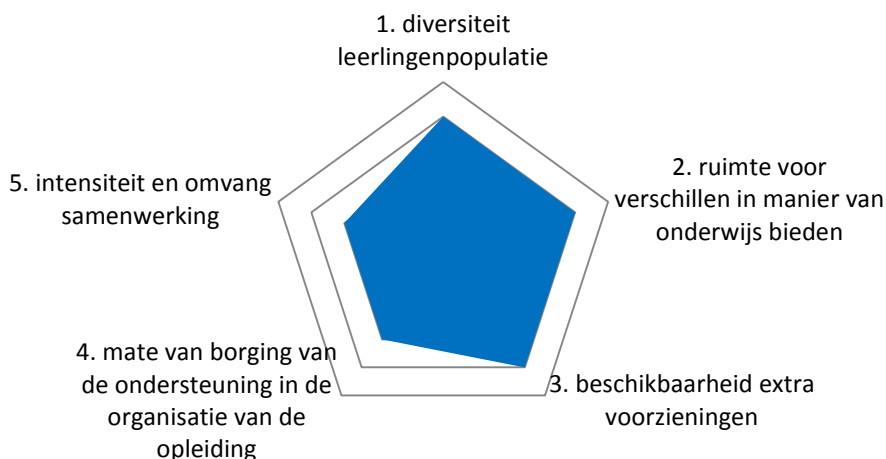 1. diversiteit
leerlingenpopulatie
2. ruimte voor
verschillen in manier van
onderwijs bieden
3. beschikbaarheid extra
voorzieningen
4. mate van borging van
de ondersteuning in de
organisatie van de
opleiding
5. intensiteit en omvang
samenwerking